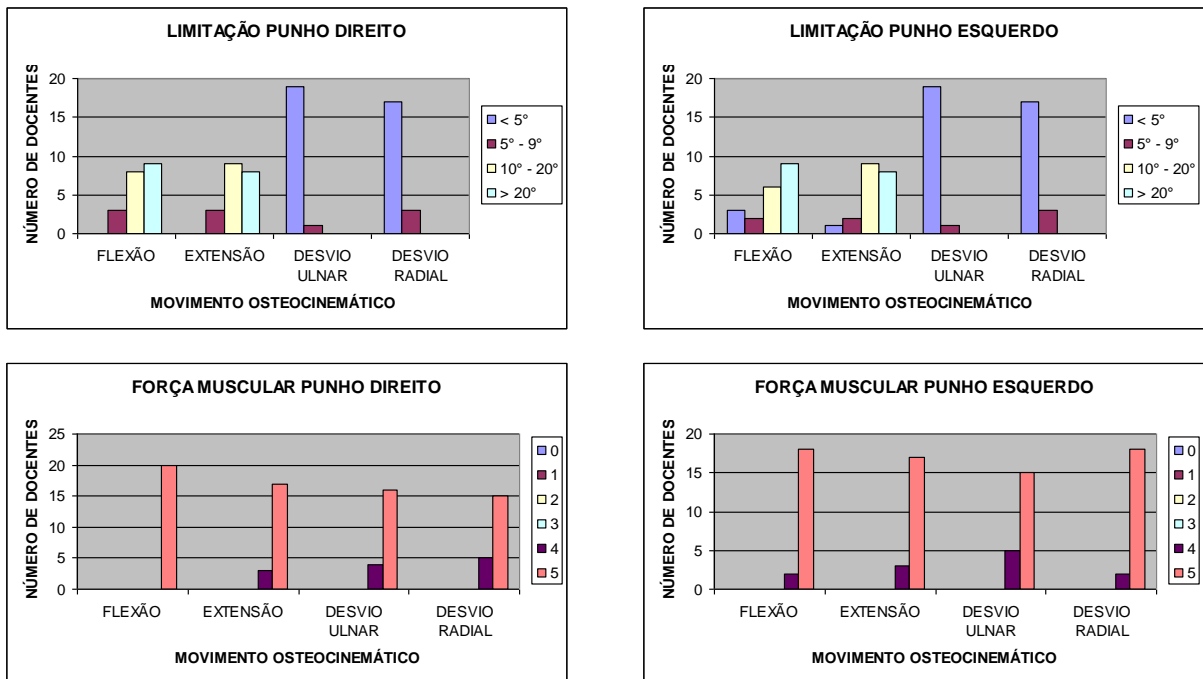 LIMITAÇÃO PUNHO DIREITO
NÚMERO DE DOCENTES
20
15
10
5
0
FLEXÃO EXTENSÃO DESVIO ULNAR DESVIO RADIAL
MOVIMENTO OSTEOCINEMÁTICO
< 5°
5° - 9°
10° - 20°
> 20°
LIMITAÇÃO PUNHO ESQUERDO
NÚMERO DE DOCENTES
20
15
10
5
0
FLEXÃO EXTENSÃO DESVIO ULNAR DESVIO RADIAL
MOVIMENTO OSTEOCINEMÁTICO
< 5°
5° - 9°
10° - 20°
> 20°
FORÇA MUSCULAR PUNHO DIREITO
NÚMERO DE DOCENTES
25
20
15
10
5
0
FLEXÃO EXTENSÃO DESVIO ULNAR DESVIO RADIAL
MOVIMENTO OSTEOCINEMÁTICO
0
1
2
3
4
5
FORÇA MUSCULAR PUNHO ESQUERDO
NÚMERO DE DOCENTES
20
15
10
5
0
FLEXÃO EXTENSÃO DESVIO ULNAR DESVIO RADIAL
MOVIMENTO OSTEOCINEMÁTICO
0
1
2
3
4
5